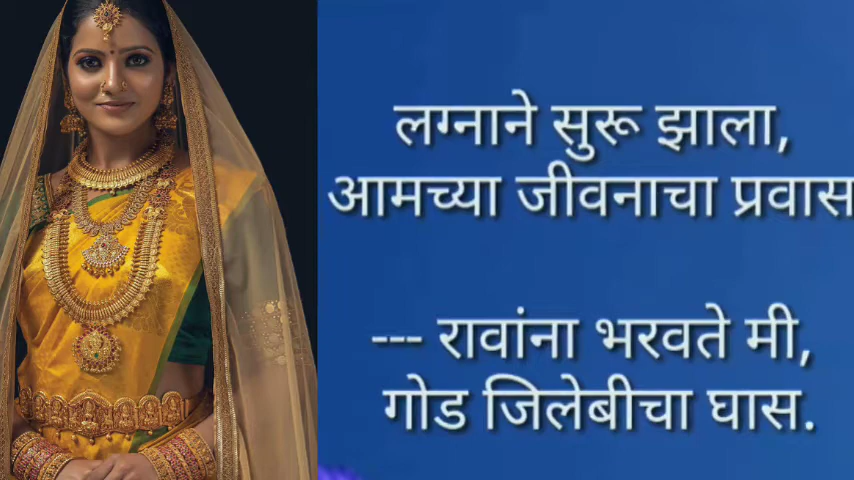 लग्नाने सुरू झाला,
आमच्या जीवनाचा प्रवास
--- रावांना भरवते मी,
गोड जिलेबीचा घास.